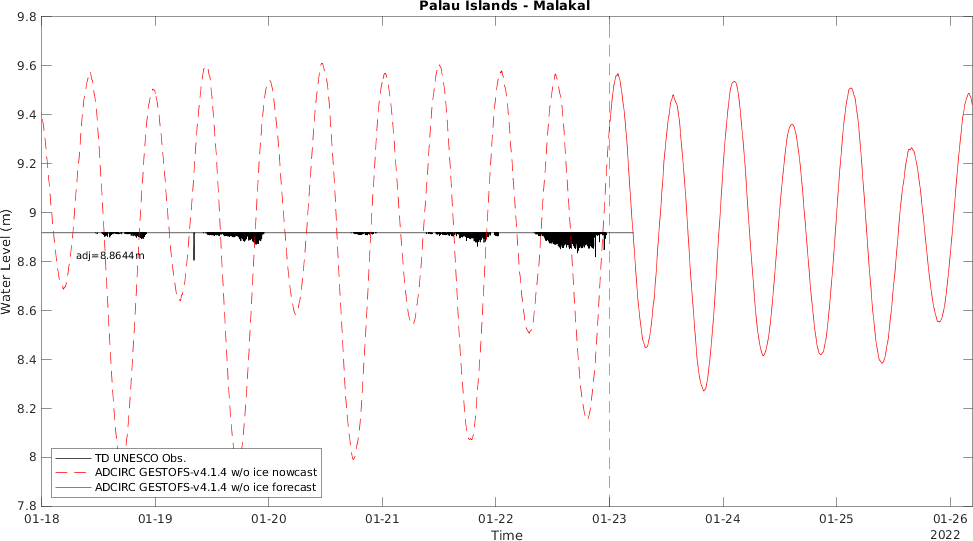 Palau Islands - Malakal
9.8
9.6
9.4
9.2
9
8.8
8.6
8.4
8.2
8
7.8
Water Level (m)
adj=8.8644m
TD UNESCO Obs.
ADCIRC GESTOFS-v4.1.4 w/o ice nowcast
ADCIRC GESTOFS-v4.1.4 w/o ice forecast
01-18 01-19 01-20 01-21 01-22 01-23 01-24 01-25 01-26
2022
Time